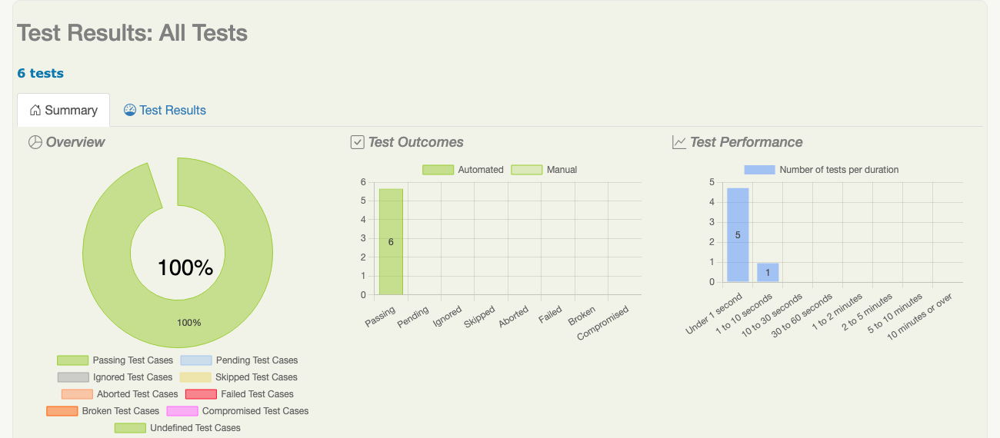 Test Results: All Tests
6 tests
Summary
Test Results
Overview
100%
100%
Passing Test Cases
Pending Test Cases
Ignored Test Cases
Skipped Test Cases
Aborted Test Cases
Failed Test Cases
Broken Test Cases
Compromised Test Cases
Undefined Test Cases
Test Outcomes
Automated
Manual
6
5
4
3
2
1
0
6
Passing
Pending
Ignored
Skipped
Aborted
Failed
Broken
Compromised
Test Performance
Number of tests per duration
5
4
3
2
1
0
5
1
Under 1 second
1 to 10 seconds
10 to 30 seconds
30 to 60 seconds
1 to 2 minutes
2 to 5 minutes
5 to 10 minutes
10 minutes or over